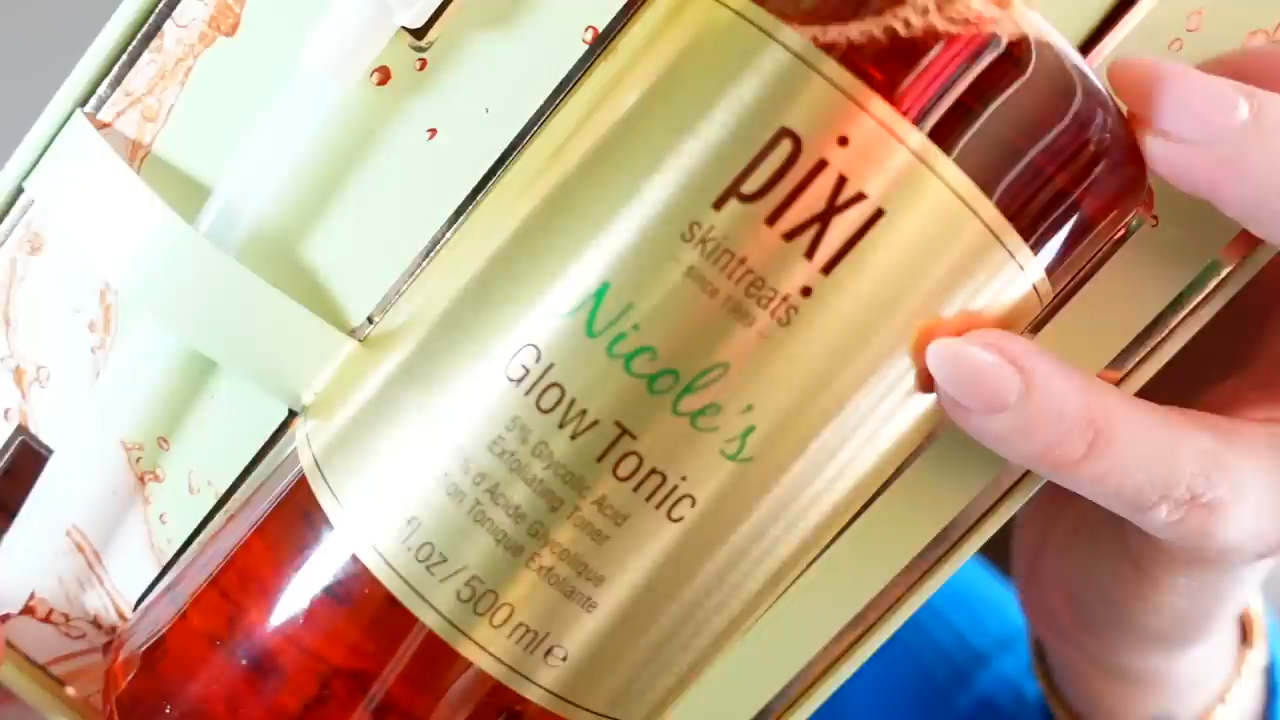 pixi
skintreats
since 1999
Nicole's
Glow Tonic
5% Glycolic Acid
Exfoliating Toner
% d'Acide Glycolique
Tonique Exfoliante
fl.oz / 500 ml e